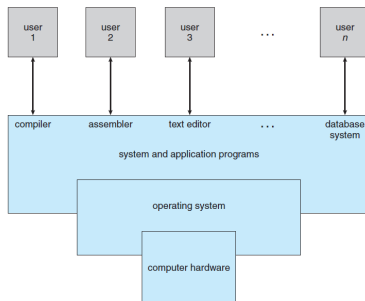 user
1
user
2
user
3
...
user
n
compiler
assembler
text editor
...
database
system
system and application programs
operating system
computer hardware